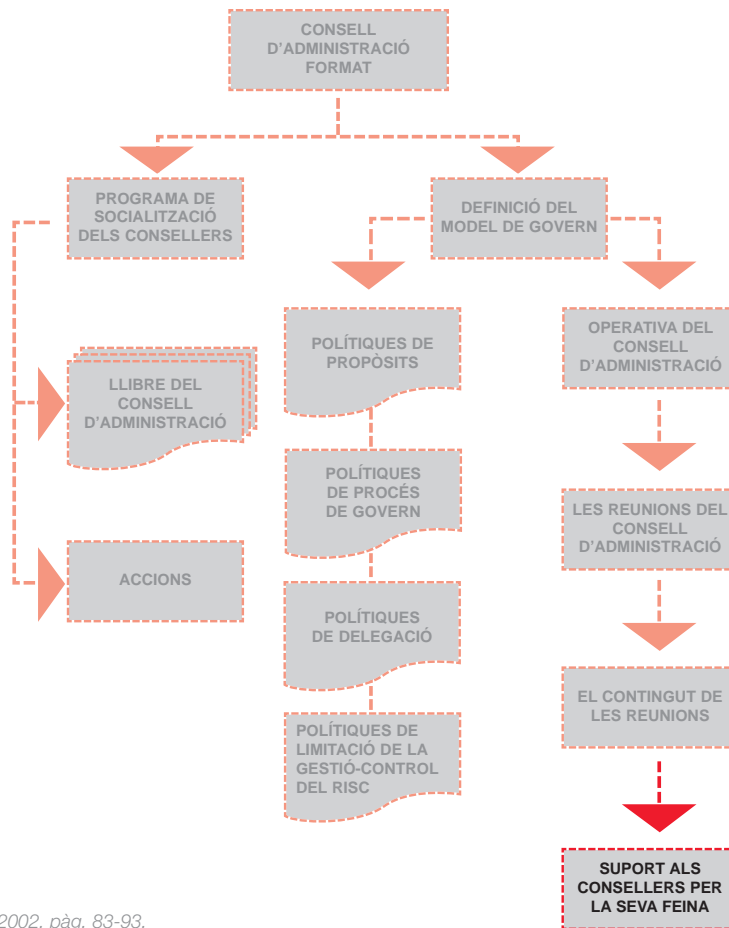 CONSELL
D'ADMINISTRACIÓ
FORMAT
PROGRAMA DE
SOCIALITZACIÓ
DELS CONSELLERS
DEFINICIÓ DEL
MODEL DE GOVERN
LLIBRE DEL
CONSELL
D'ADMINISTRACIÓ
ACCIONS
POLÍTIQUES DE
PROPÒSITS
POLÍTIQUES
DE PROCÉS
DE GOVERN
POLÍTIQUES
DE DELEGACIÓ
POLÍTIQUES DE
LIMITACIÓ DE LA
GESTIÓ-CONTROL
DEL RISC
OPERATIVA DEL
CONSELL
D'ADMINISTRACIÓ
LES REUNIONS DEL
CONSELL
D'ADMINISTRACIÓ
EL CONTINGUT DE
LES REUNIONS
SUPORT ALS
CONSELLERS PER
LA SEVA FEINA
2002, pàg. 83-93.